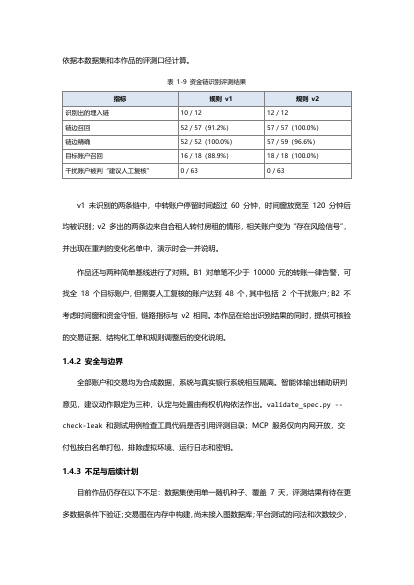 依据本数据集和本作品的评测口径计算。
表 1-9 资金链识别评测结果
指标 规则 v1 规则 v2
识别出的埋入链 10 / 12 12 / 12
链边召回 52 / 57（91.2%） 57 / 57（100.0%）
链边精确 52 / 52（100.0%） 57 / 59（96.6%）
目标账户召回 16 / 18（88.9%） 18 / 18（100.0%）
干扰账户被判“建议人工复核” 0 / 63 0 / 63
v1 未识别的两条链中，中转账户停留时间超过 60 分钟，时间窗放宽至 120 分钟后
均被识别；v2 多出的两条边来自合租人转付房租的情形，相关账户变为“存在风险信号”，
并出现在重判的变化名单中，演示时会一并说明。
作品还与两种简单基线进行了对照。B1 对单笔不少于 10000 元的转账一律告警，可
找全 18 个目标账户，但需要人工复核的账户达到 48 个，其中包括 2 个干扰账户；B2 不
考虑时间窗和资金守恒，链路指标与 v2 相同。本作品在给出识别结果的同时，提供可核验
的交易证据、结构化工单和规则调整后的变化说明。
1.4.2 安全与边界
全部账户和交易均为合成数据，系统与真实银行系统相互隔离。智能体输出辅助研判
意见，建议动作限定为三种，认定与处置由有权机构依法作出。validate_spec.py --
check-leak 和测试用例检查工具代码是否引用评测目录；MCP 服务仅向内网开放，交
付包按白名单打包，排除虚拟环境、运行日志和密钥。
1.4.3 不足与后续计划
目前作品仍存在以下不足：数据集使用单一随机种子、覆盖 7 天，评测结果有待在更
多数据条件下验证；交易图在内存中构建，尚未接入图数据库；平台测试的问法和次数较少，